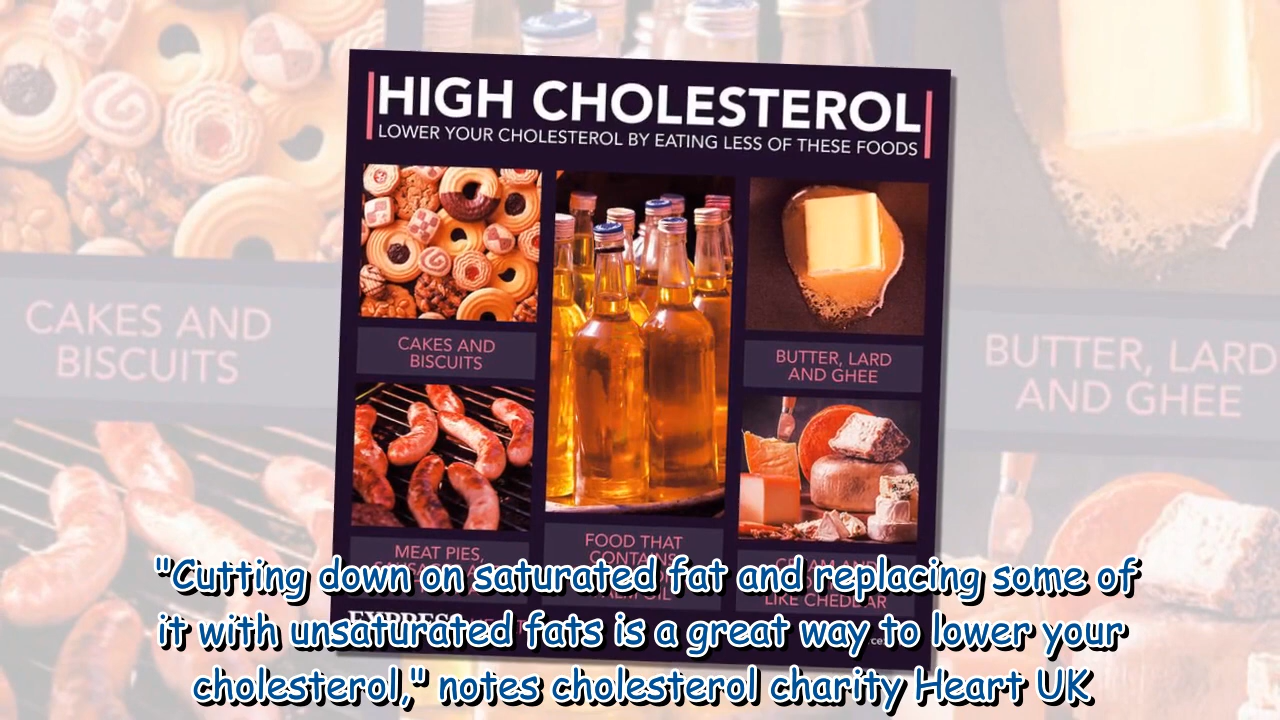 HIGH CHOLESTEROL
LOWER YOUR CHOLESTEROL BY EATING LESS OF THESE FOODS
CAKES AND
BISCUITS
BUTTER, LARD
AND GHEE
MEAT PIES,
FOOD THAT
CONTAINS
LIKE CHEDDAR
EXPRESS
CAKES AND
BISCUITS
BUTTER, LARD
AND GHEE
"Cutting down on saturated fat and replacing some of
it with unsaturated fats is a great way to lower your
cholesterol," notes cholesterol charity Heart UK